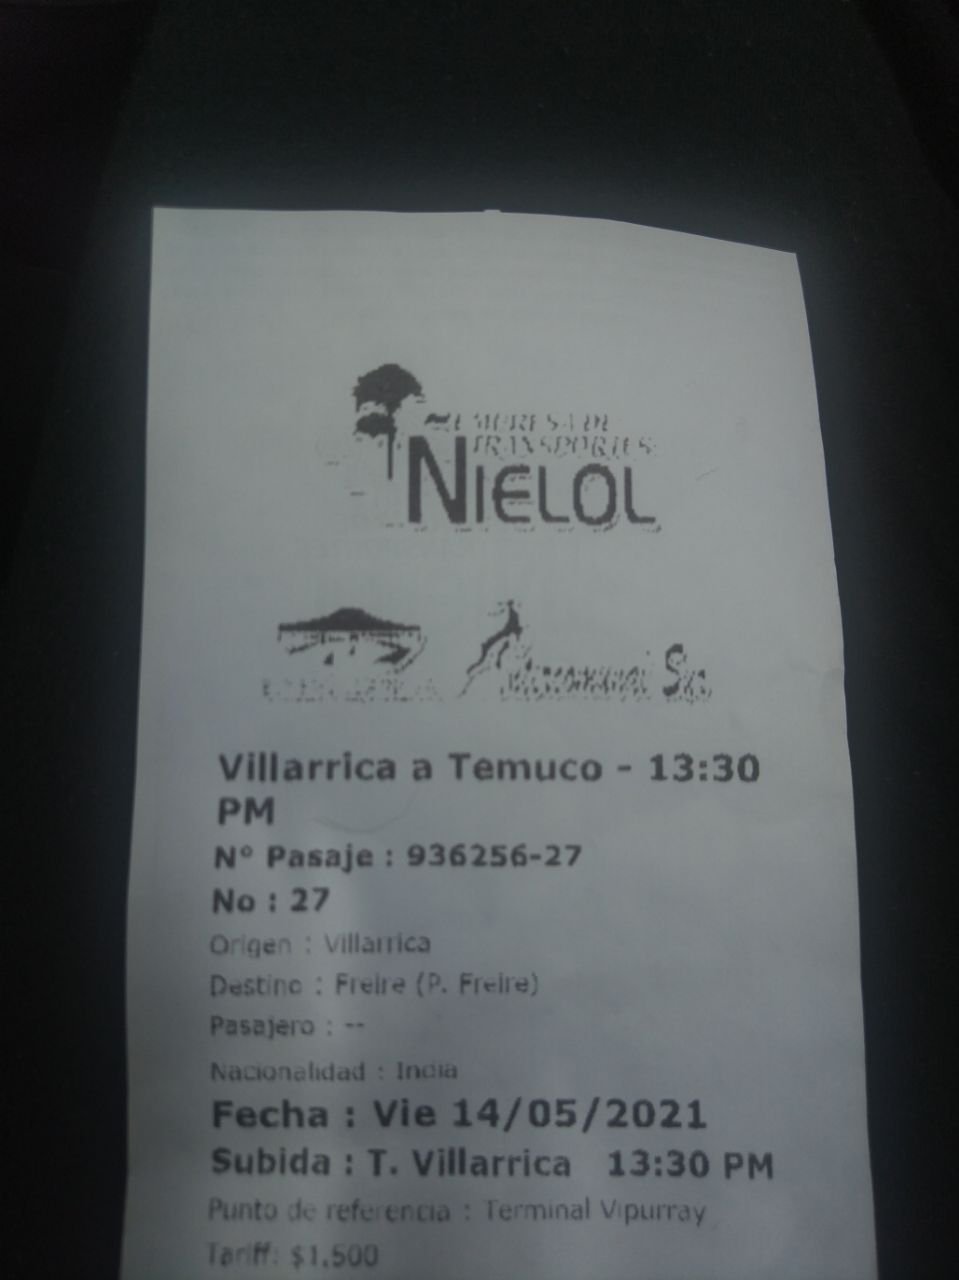 EMPRESA DE
TRANSPORTES
NIELOL
Villarrica a Temuco - 13:30
PM
Nº Pasaje : 936256-27
No : 27
Origen : Villarrica
Destino : Freire (P. Freire)
Pasajero : --
Nacionalidad : India
Fecha : Vie 14/05/2021
Subida : T. Villarrica 13:30 PM
Punto de referencia : Terminal Vipurray
Tariff: $1.500